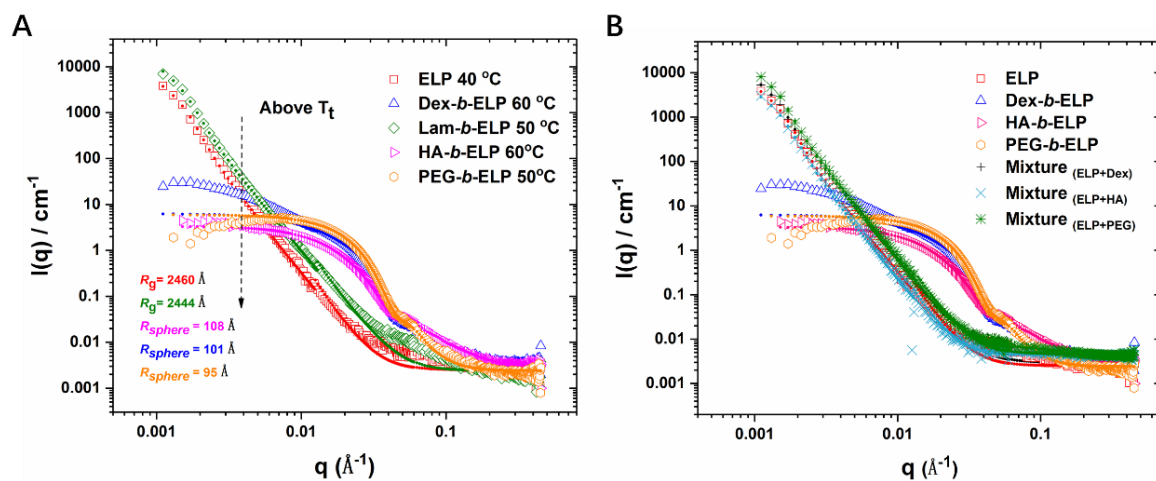 A
I(q) / cm⁻¹
10000
1000
100
10
1
0.1
0.01
0.001
Above Tt
ELP 40 °C
Dex-b-ELP 60 °C
Lam-b-ELP 50 °C
HA-b-ELP 60°C
PEG-b-ELP 50°C
Rg= 2460 Å
Rg= 2444 Å
Rsphere = 108 Å
Rsphere = 101 Å
Rsphere = 95 Å
0.001 0.01 0.1
q (Å⁻¹)
B
I(q) / cm⁻¹
10000
1000
100
10
1
0.1
0.01
0.001
ELP
Dex-b-ELP
HA-b-ELP
PEG-b-ELP
Mixture (ELP+Dex)
Mixture (ELP+HA)
Mixture (ELP+PEG)
0.001 0.01 0.1
q (Å⁻¹)